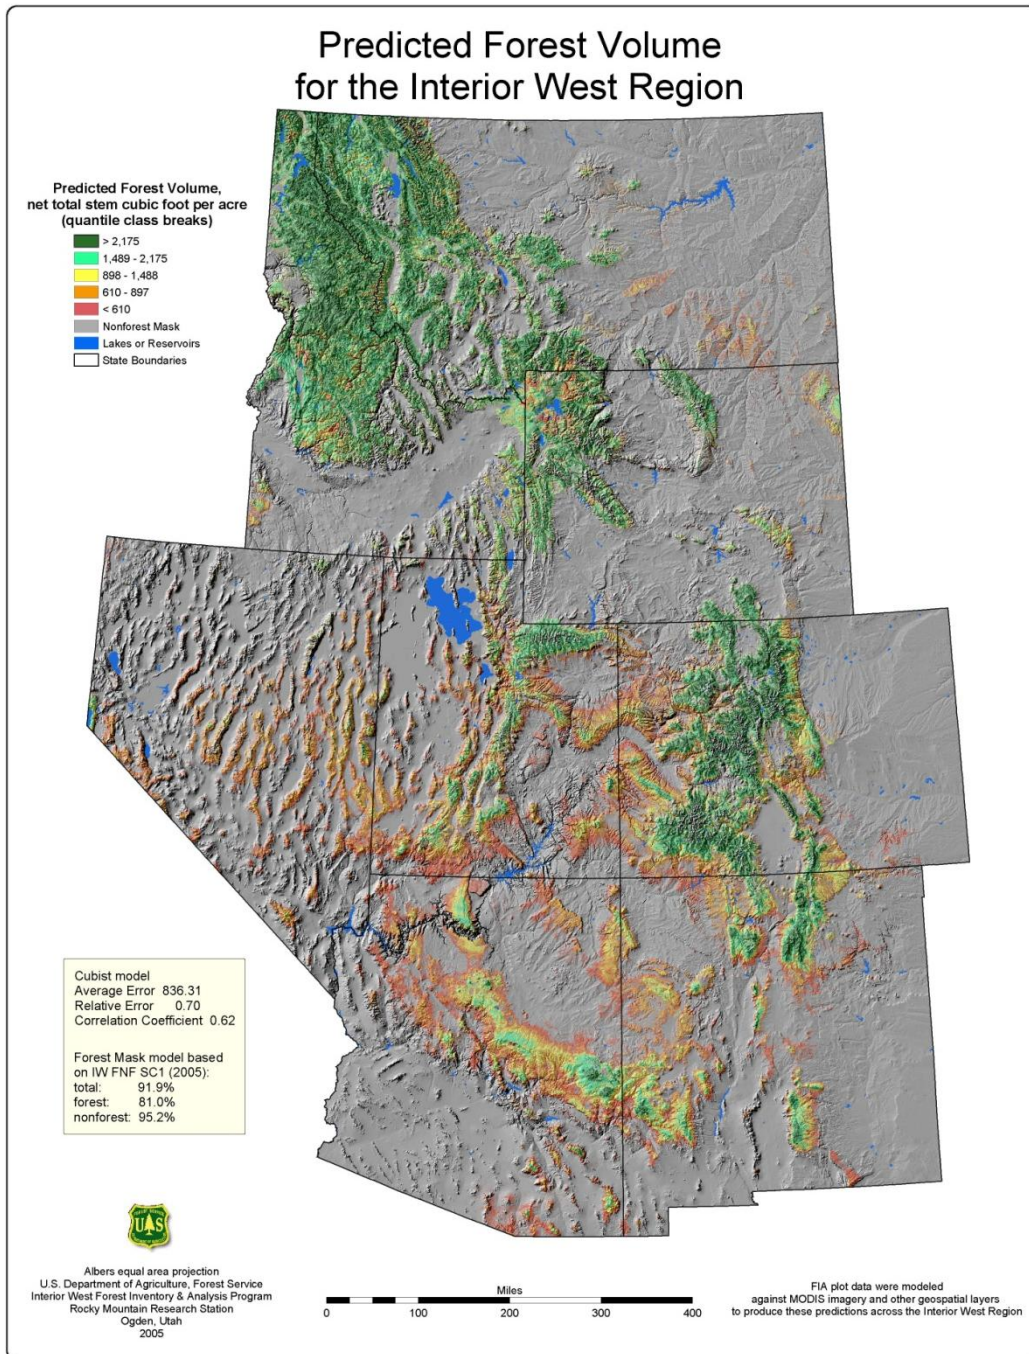 Predicted Forest Volume
for the Interior West Region
Predicted Forest Volume,
net total stem cubic foot per acre
(quantile class breaks)
> 2,175
1,489 - 2,175
898 - 1,488
610 - 897
< 610
Nonforest Mask
Lakes or Reservoirs
State Boundaries
Cubist model
Average Error 836.31
Relative Error 0.70
Correlation Coefficient 0.62
Forest Mask model based
on IW FNF SC1 (2005):
total: 91.9%
forest: 81.0%
nonforest: 95.2%
U S
Albers equal area projection
U.S. Department of Agriculture, Forest Service
Interior West Forest Inventory & Analysis Program
Rocky Mountain Research Station
Ogden, Utah
2005
Miles
0 100 200 300 400
FIA plot data were modeled
against MODIS imagery and other geospatial layers
to produce these predictions across the Interior West Region